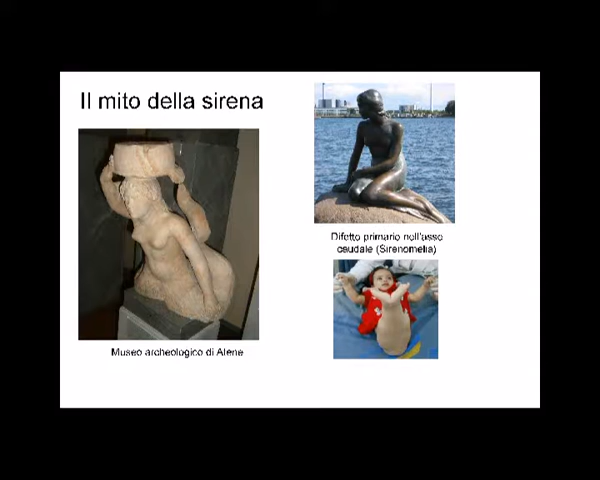 Il mito della sirena
Difetto primario nell'asse
caudale (Sirenomelia)
Museo archeologico di Atene